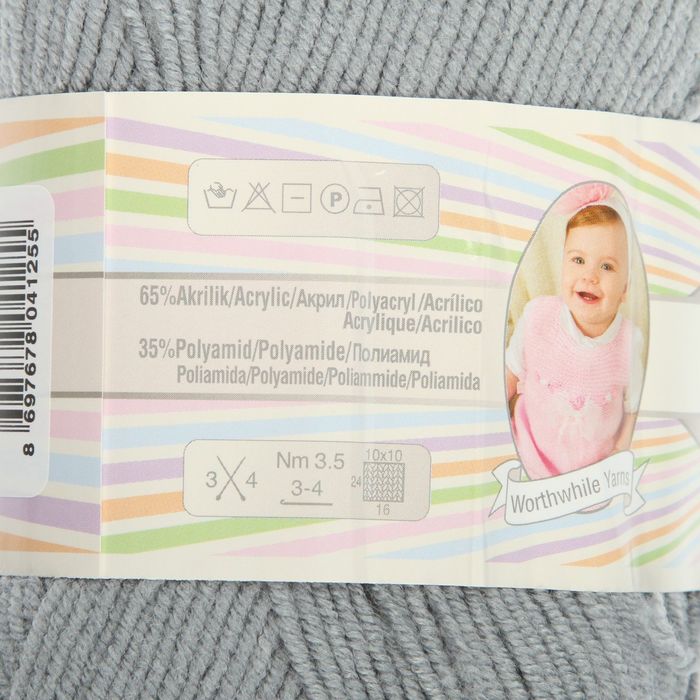 P
65%Akrilik/Acrylic/Акрил/Polyacryl/Acrílico
Acrylique/Acrilico
35%Polyamid/Polyamide/Полиамид
Poliamida/Polyamide/Poliammide/Poliamida
8 697678 041255
3 4
Nm 3.5
3-4
10x10
24
16
Worthwhile Yarns